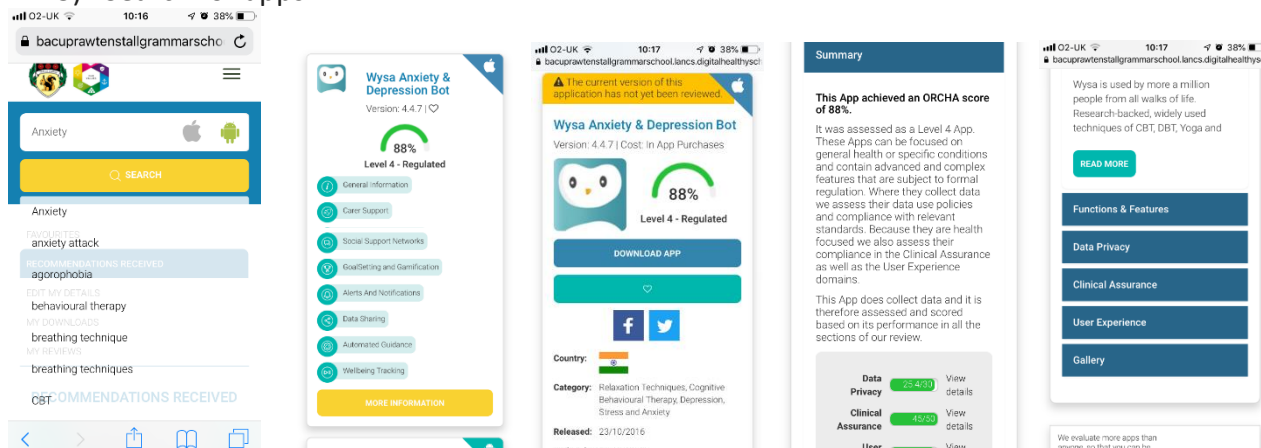 O2-UK 10:16 38%
bacuprawtenstallgrammarscho
Anxiety
SEARCH
Anxiety
FAVOURITES
anxiety attack
RECOMMENDATIONS RECEIVED
agorophobia
EDIT MY DETAILS
behavioural therapy
MY DOWNLOADS
breathing technique
MY REVIEWS
breathing techniques
CBT
RECOMMENDATIONS RECEIVED
Wysa Anxiety &
Depression Bot
Version: 4.4.7 |
88%
Level 4 - Regulated
General Information
Carer Support
Social Support Networks
GoalSetting and Gamification
Alerts And Notifications
Data Sharing
Automated Guidance
Wellbeing Tracking
MORE INFORMATION
O2-UK 10:17 38%
bacuprawtenstallgrammarschool.lancs.digitalhealthysch
The current version of this
application has not yet been reviewed.
Wysa Anxiety & Depression Bot
Version: 4.4.7 | Cost: In App Purchases
88%
Level 4 - Regulated
DOWNLOAD APP
Country:
Category: Relaxation Techniques, Cognitive
Behavioural Therapy, Depression,
Stress and Anxiety
Released: 23/10/2016
Summary
This App achieved an ORCHA score
of 88%.
It was assessed as a Level 4 App.
These Apps can be focused on
general health or specific conditions
and contain advanced and complex
features that are subject to formal
regulation. Where they collect data
we assess their data use policies
and compliance with relevant
standards. Because they are health
focused we also assess their
compliance in the Clinical Assurance
as well as the User Experience
domains.
This App does collect data and it is
therefore assessed and scored
based on its performance in all the
sections of our review.
Data
Privacy
25.4/30
View
details
Clinical
Assurance
45/50
View
details
User
View
O2-UK 10:17 38%
bacuprawtenstallgrammarschool.lancs.digitalhealthys
Wysa is used by more a million
people from all walks of life.
Research-backed, widely used
techniques of CBT, DBT, Yoga and
READ MORE
Functions & Features
Data Privacy
Clinical Assurance
User Experience
Gallery
We evaluate more apps than
anyone, so that you can be